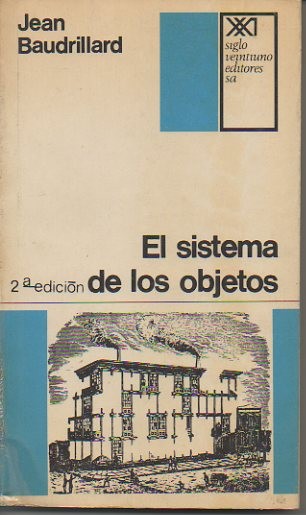 Jean
Baudrillard
XXI
siglo
veintiuno
editores
sa
El sistema
2ª edición de los objetos